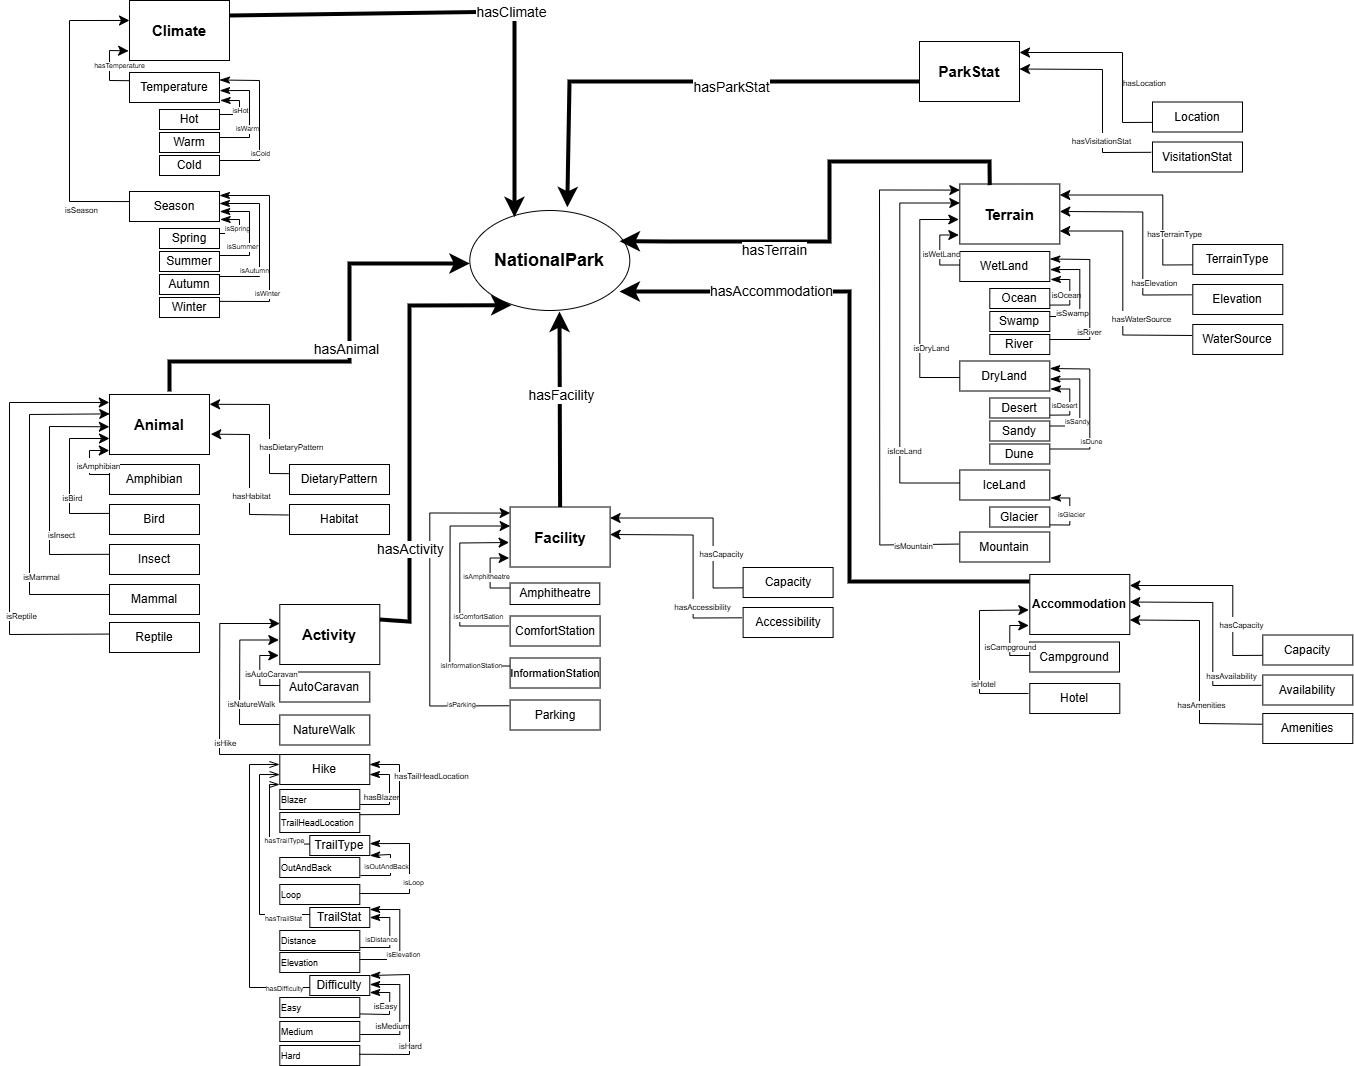 hasClimate
Climate
hasTemperature
Temperature
isHot
Hot
isWarm
Warm
isCold
Cold
isSeason
Season
Spring
isSpring
isSummer
Summer
isAutumn
Autumn
isWinter
Winter
hasParkStat
ParkStat
hasLocation
Location
hasVisitationStat
VisitationStat
NationalPark
hasTerrain
Terrain
hasTerrainType
TerrainType
hasElevation
Elevation
hasWaterSource
WaterSource
isWetLand
WetLand
Ocean
isOcean
Swamp
isSwamp
River
isRiver
isDryLand
DryLand
Desert
isDesert
Sandy
isSandy
Dune
isDune
isIceLand
IceLand
Glacier
isGlacier
isMountain
Mountain
hasAccommodation
Accommodation
hasCapacity
Capacity
hasAvailability
Availability
hasAmenities
Amenities
isCampground
Campground
isHotel
Hotel
hasAnimal
Animal
hasDietaryPattern
DietaryPattern
hasHabitat
Habitat
isAmphibian
Amphibian
isBird
Bird
isInsect
Insect
isMammal
Mammal
isReptile
Reptile
hasFacility
Facility
hasCapacity
Capacity
hasAccessibility
Accessibility
isAmphitheatre
Amphitheatre
isComfortSation
ComfortStation
isInformationStation
InformationStation
isParking
Parking
hasActivity
Activity
isAutoCaravan
AutoCaravan
isNatureWalk
NatureWalk
isHike
Hike
hasTailHeadLocation
Blazer
hasBlazer
TrailHeadLocation
hasTrailType
TrailType
OutAndBack
isOutAndBack
Loop
isLoop
hasTrailStat
TrailStat
Distance
isDistance
Elevation
isElevation
hasDifficulty
Difficulty
Easy
isEasy
Medium
isMedium
Hard
isHard